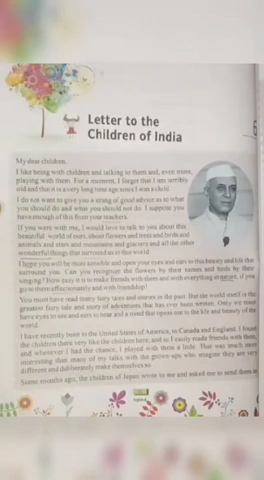 Letter to the
Children of India
My dear children,
I like being with children and talking to them and, even more,
playing with them. For a moment, I forget that I am terribly
old and that it is a very long time ago since I was a child.
I do not want to give you a string of good advice as to what
you should do and what you should not do. I suppose you
have enough of this from your teachers.
If you were with me, I would love to talk to you about this
beautiful world of ours, about flowers and trees and birds and
animals and stars and mountains and glaciers and all the other
wonderful things that surround us in this world.
I hope you will be more sensible and open your eyes and ears to this beauty and life that
surround you. Can you recognize the flowers by their names and birds by their
singing? How easy it is to make friends with them and with everything in nature, if you
go to them affectionately and with friendship!
You must have read many fairy tales and stories in the past. But the world itself is the
greatest fairy tale and story of adventures that has ever been written. Only we must
have eyes to see and ears to hear and a mind that opens out to the life and beauty of the
world.
I have recently been to the United States of America, to Canada and England. I found
the children there very like the children here, and so I easily made friends with them,
and whenever I had the chance, I played with them a little. That was much more
interesting than many of my talks with the grown-ups who imagine they are very
different and deliberately make themselves so.
Some months ago, the children of Japan wrote to me and asked me to send them